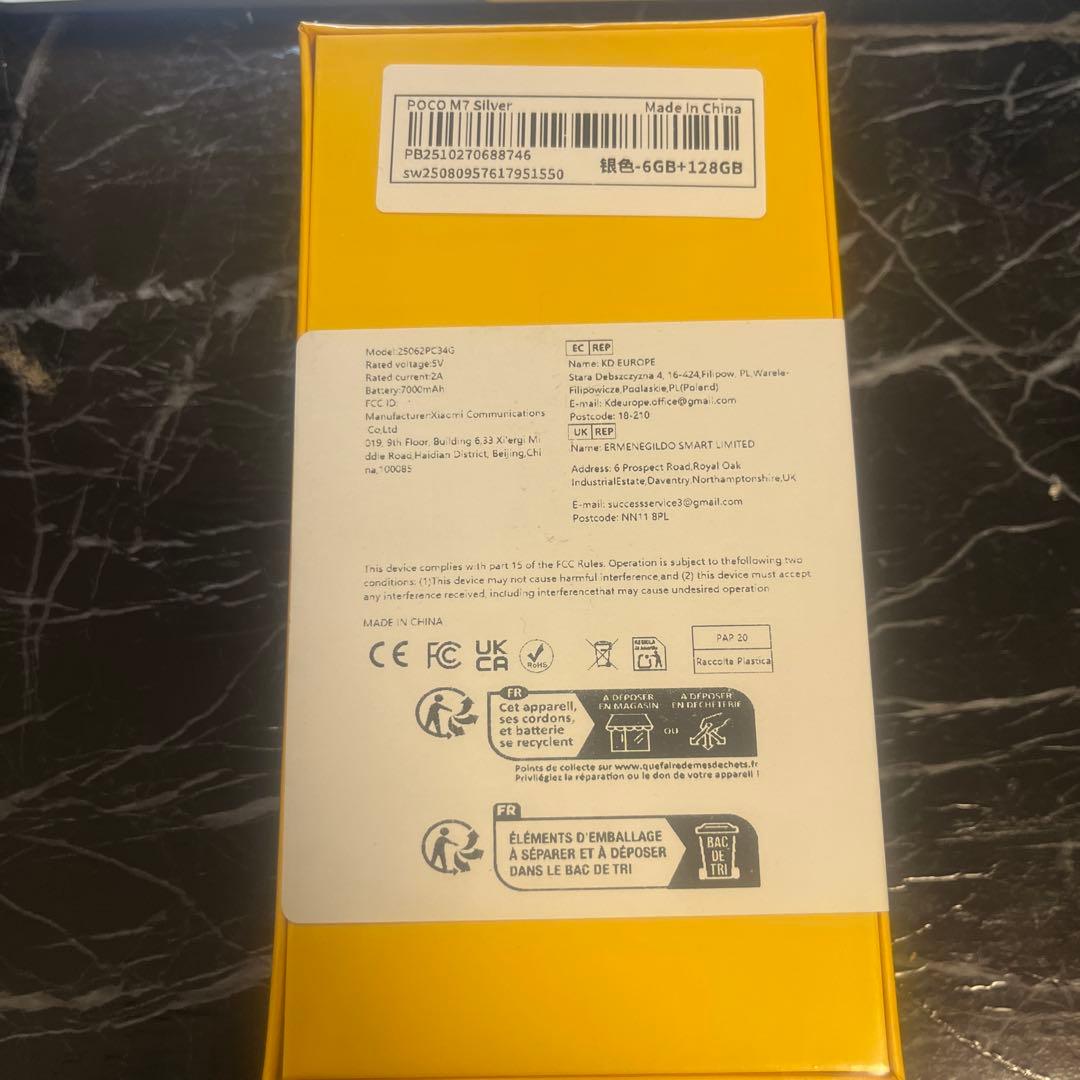 POCO M7 Silver
Made In China
PB2510270688746
sw25080957617951550
银色-6GB+128GB
Model:25062PC34G
Rated voltage:5V
Rated current:2A
Battery:7000mAh
FCC ID:
Manufacturer:Xiaomi Communications
Co,Ltd
019, 9th Floor, Building 6,33 Xi'ergi Mi
ddle Road,Haidian District, Beijing,Chi
na,100085
EC REP
Name: KD EUROPE
Stara Debszczyzna 4, 16-424,Filipow, PL,Warele-
Filipowicze,Podlaskie,PL(Poland)
E-mail: Kdeurope.office@gmail.com
Postcode: 18-210
UK REP
Name: ERMENEGILDO SMART LIMITED
Address: 6 Prospect Road,Royal Oak
IndustrialEstate,Daventry,Northamptonshire,UK
E-mail: successservice3@gmail.com
Postcode: NN11 8PL
This device complies with part 15 of the FCC Rules. Operation is subject to thefollowing two
conditions: (1)This device may not cause harmful interference,and (2) this device must accept
any interference received, including interferencethat may cause undesired operation
MADE IN CHINA
CE FC UK CA RoHS
PAP 20
Raccolta Plastica
FR
Cet appareil,
ses cordons,
et batterie
se recyclent
À DÉPOSER
EN MAGASIN
OU
À DÉPOSER
EN DÉCHÈTERIE
Points de collecte sur www.quefairedemesdechets.fr
Privilégiez la réparation ou le don de votre appareil !
FR
ÉLÉMENTS D'EMBALLAGE
À SÉPARER ET À DÉPOSER
DANS LE BAC DE TRI
BAC
DE
TRI